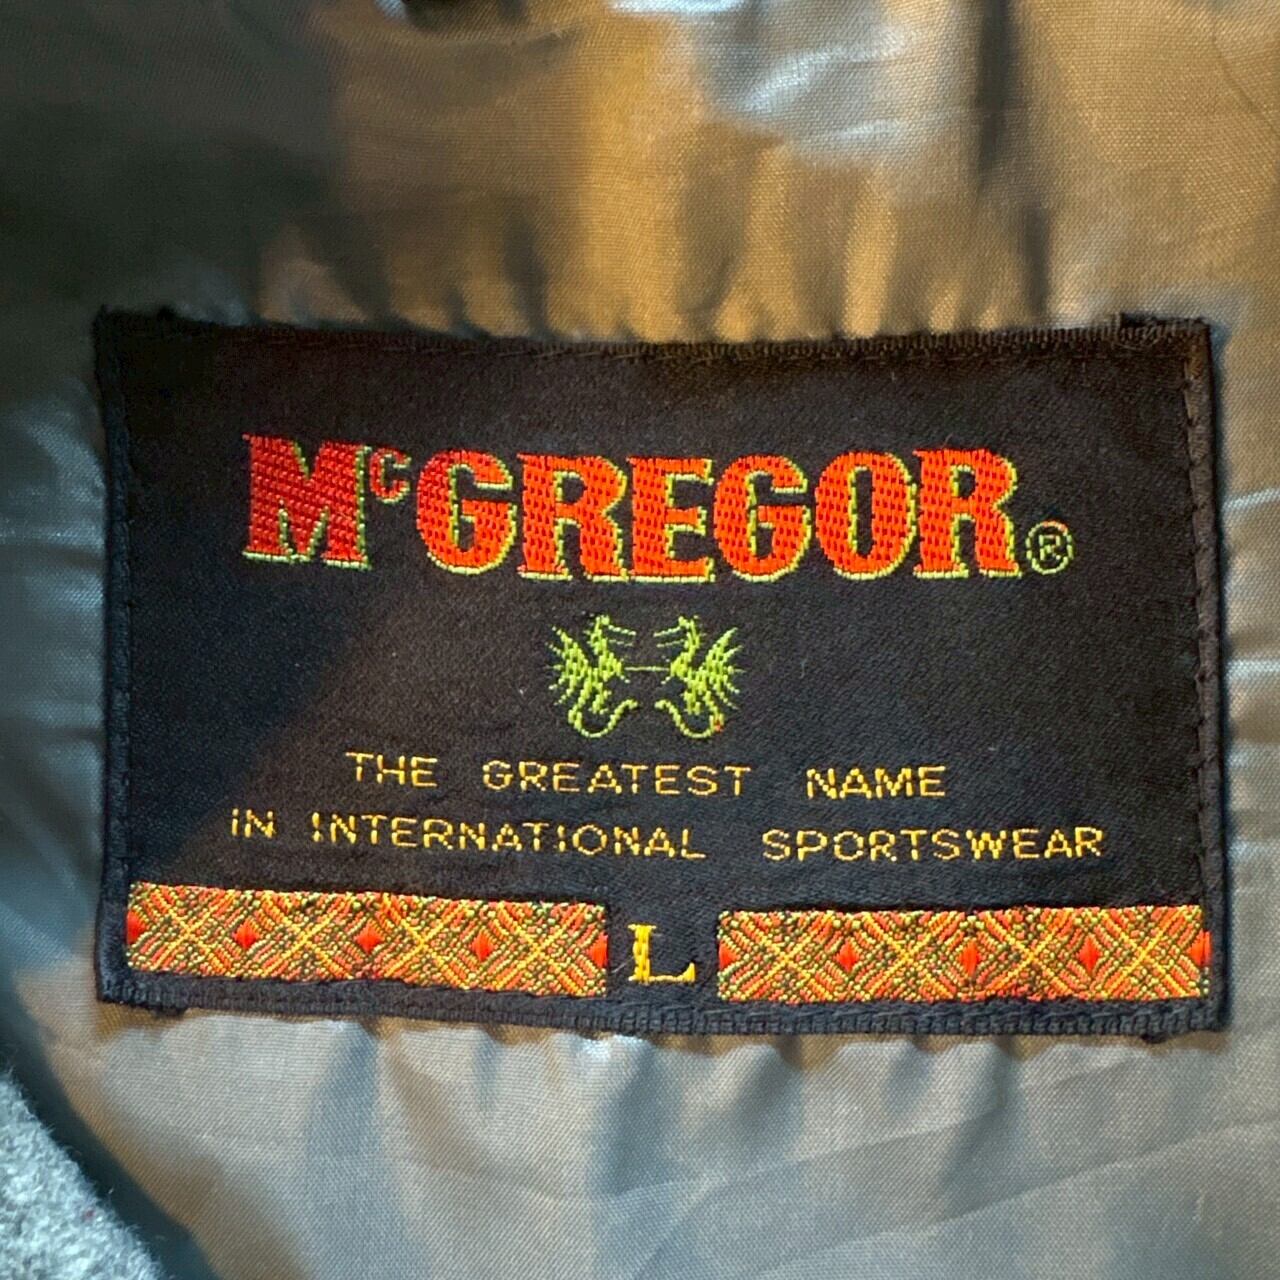 McGREGOR®
THE GREATEST NAME
IN INTERNATIONAL SPORTSWEAR
L